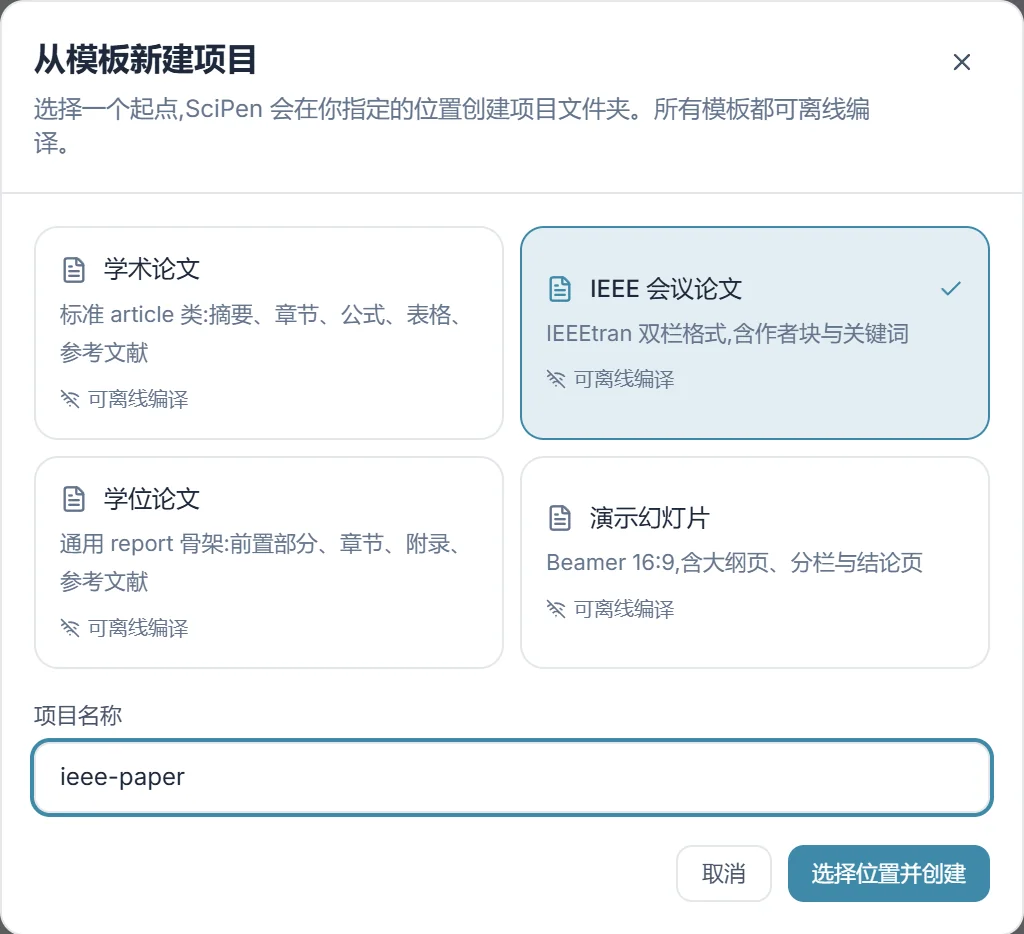 从模板新建项目
选择一个起点,SciPen 会在你指定的位置创建项目文件夹。所有模板都可离线编
译。
学术论文
标准 article 类:摘要、章节、公式、表格、
参考文献
可离线编译
IEEE 会议论文
IEEEtran 双栏格式,含作者块与关键词
可离线编译
学位论文
通用 report 骨架:前置部分、章节、附录、
参考文献
可离线编译
演示幻灯片
Beamer 16:9,含大纲页、分栏与结论页
可离线编译
项目名称
ieee-paper
取消
选择位置并创建